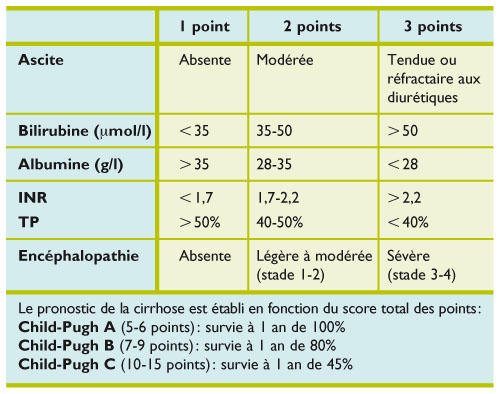 1 point 2 points 3 points
Ascite Absente Modérée Tendue ou
réfractaire aux
diurétiques
Bilirubine (µmol/l) <35 35-50 >50
Albumine (g/l) >35 28-35 <28
INR <1,7 1,7-2,2 >2,2
TP >50% 40-50% <40%
Encéphalopathie Absente Légère à modérée Sévère
(stade 1-2) (stade 3-4)
Le pronostic de la cirrhose est établi en fonction du score total des points:
Child-Pugh A (5-6 points): survie à 1 an de 100%
Child-Pugh B (7-9 points): survie à 1 an de 80%
Child-Pugh C (10-15 points): survie à 1 an de 45%